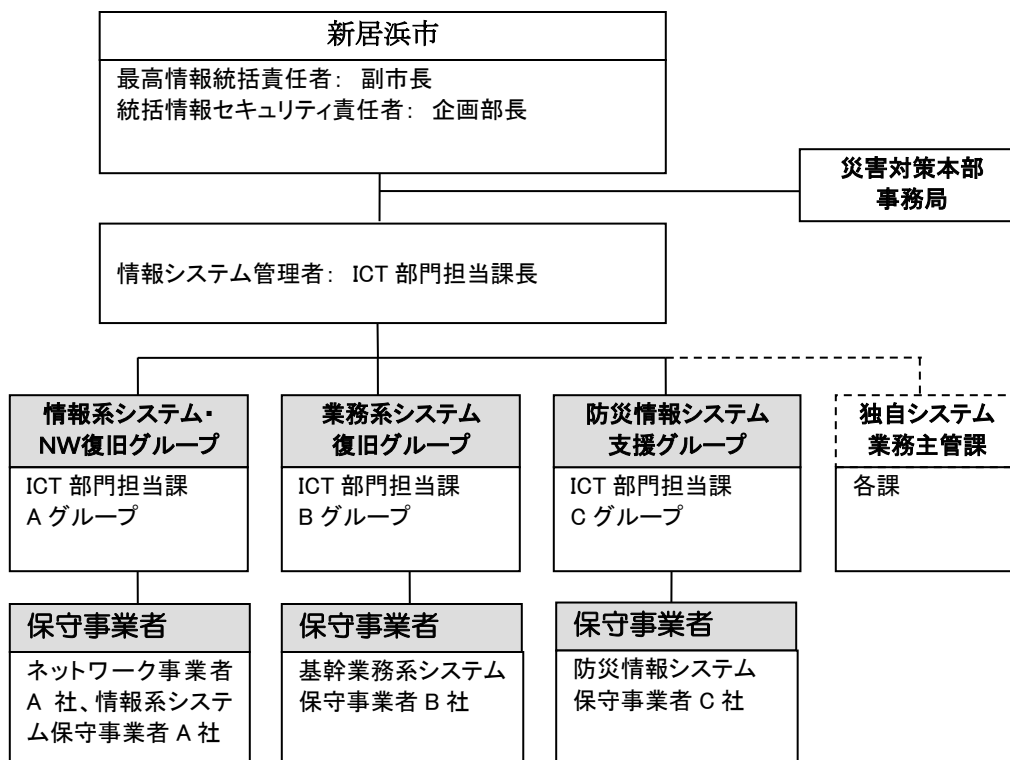 新居浜市
最高情報統括責任者： 副市長
統括情報セキュリティ責任者： 企画部長
災害対策本部
事務局
情報システム管理者： ICT 部門担当課長
情報系システム・
NW復旧グループ
ICT 部門担当課
A グループ
業務系システム
復旧グループ
ICT 部門担当課
B グループ
防災情報システム
支援グループ
ICT 部門担当課
C グループ
独自システム
業務主管課
各課
保守事業者
ネットワーク事業者
A 社、情報系システ
ム保守事業者 A 社
保守事業者
基幹業務系システム
保守事業者 B 社
保守事業者
防災情報システム
保守事業者 C 社